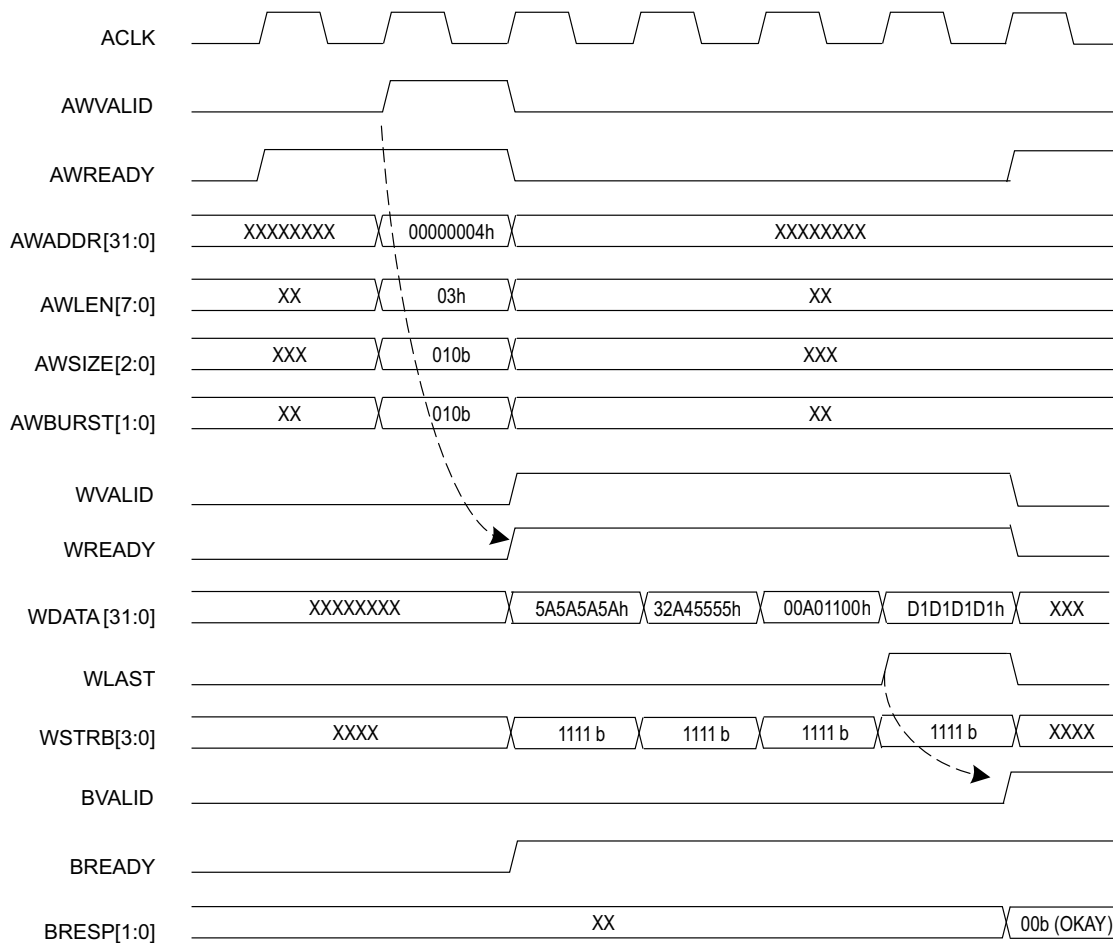 ACLK
AWVALID
AWREADY
AWADDR[31:0] XXXXXXXX 00000004h XXXXXXXX
AWLEN[7:0] XX 03h XX
AWSIZE[2:0] XXX 010b XXX
AWBURST[1:0] XX 010b XX
WVALID
WREADY
WDATA[31:0] XXXXXXXX 5A5A5A5Ah 32A45555h 00A01100h D1D1D1D1h XXX
WLAST
WSTRB[3:0] XXXX 1111 b 1111 b 1111 b 1111 b XXXX
BVALID
BREADY
BRESP[1:0] XX 00b (OKAY)